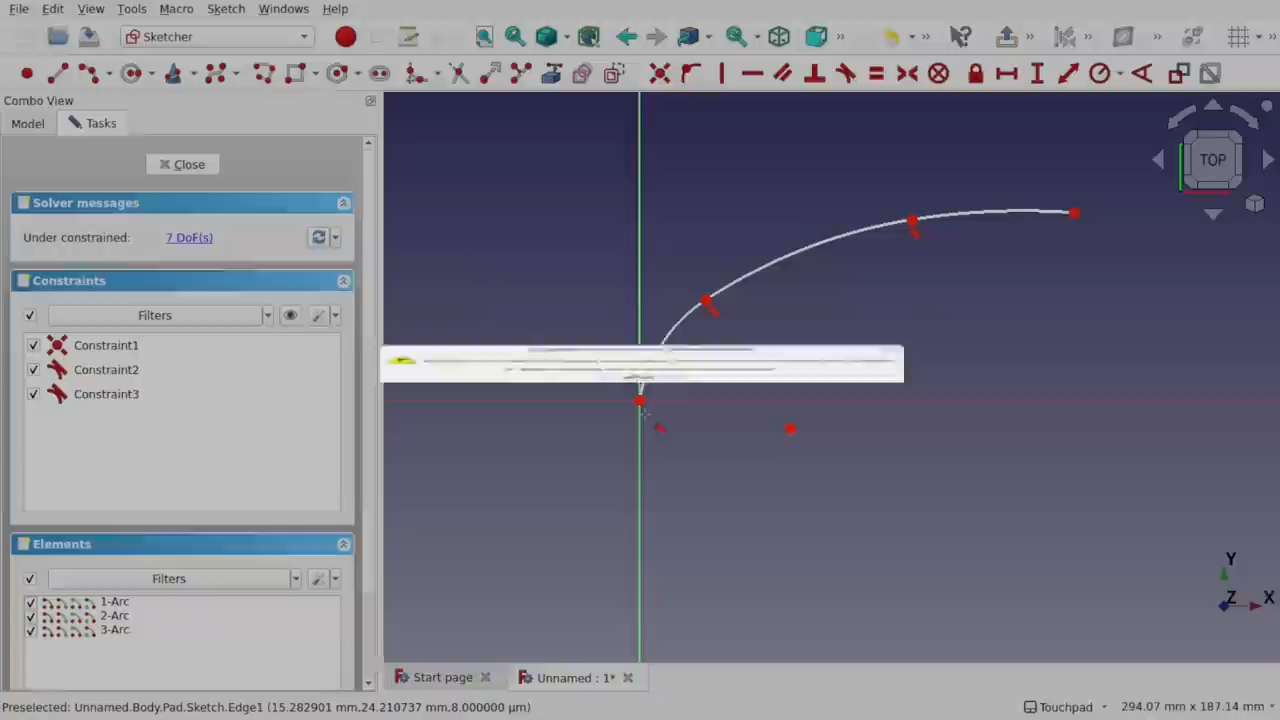 File Edit View Tools Macro Sketch Windows Help
Sketcher
Combo View
Model Tasks
Close
TOP
Solver messages
Under constrained: 7 DoF(s)
Constraints
Filters
Constraint1
Constraint2
Constraint3
Elements
Filters
1-Arc
2-Arc
3-Arc
Y
Z X
Start page Unnamed : 1*
Preselected: Unnamed.Body.Pad.Sketch.Edge1 (15.282901 mm,24.210737 mm,8.000000 µm) Touchpad 294.07 mm x 187.14 mm